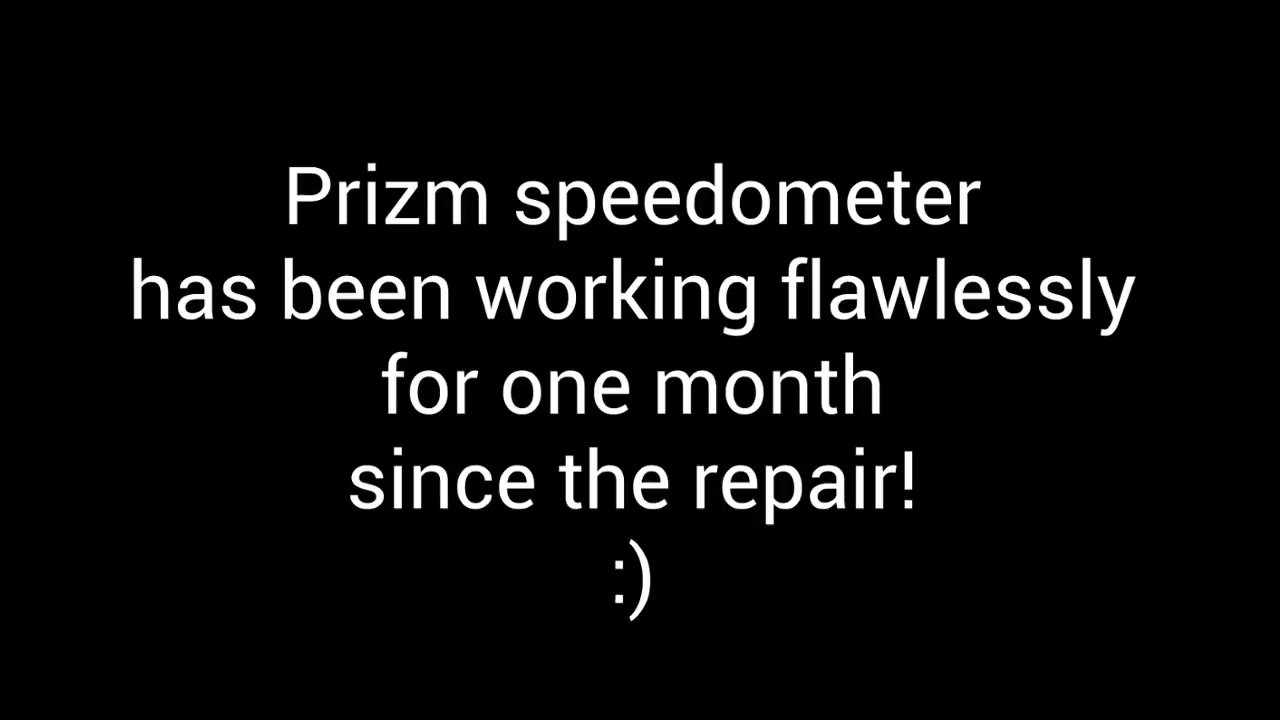 Prizm speedometer
has been working flawlessly
for one month
since the repair!
:)